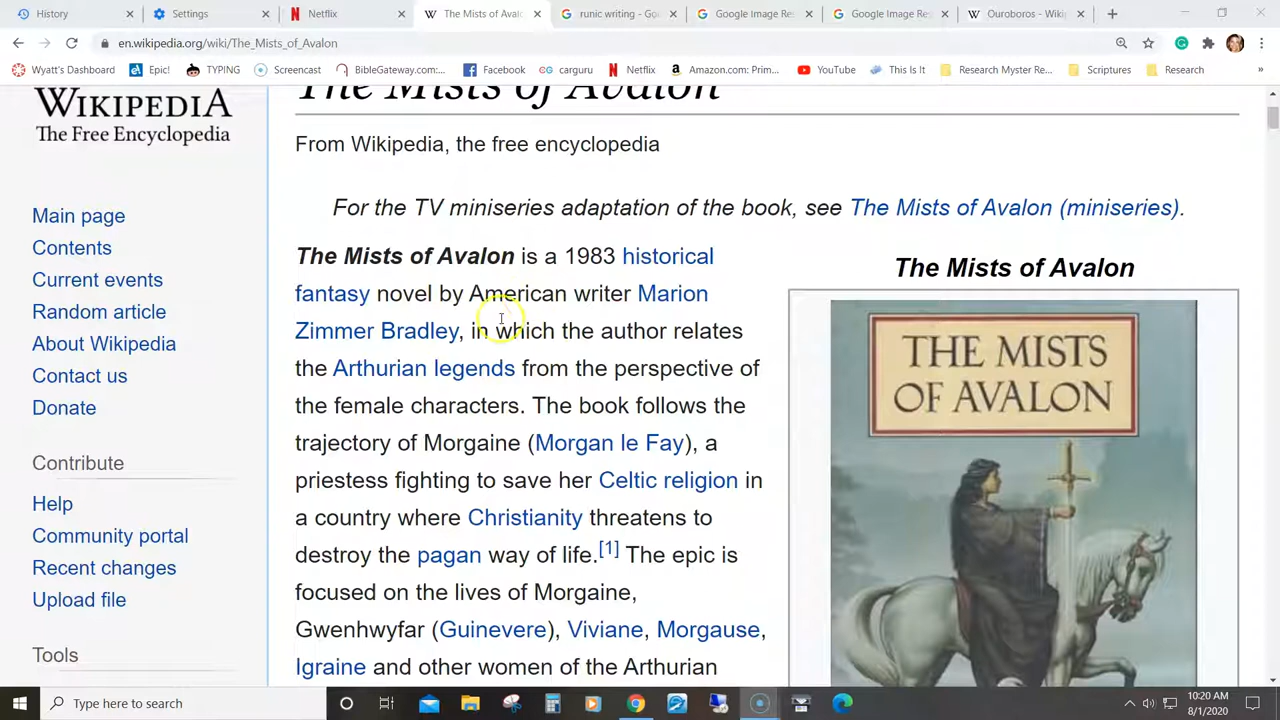 History
Settings
Netflix
The Mists of Aval
runic writing - Go
Google Image Res
Google Image Res
Ouroboros - Wiki
en.wikipedia.org/wiki/The_Mists_of_Avalon
Wyatt's Dashboard Epic! TYPING Screencast BibleGateway.com:... Facebook carguru Netflix Amazon.com: Prim... YouTube This Is It Research Myster Re... Scriptures Research »
WIKIPEDIA
The Free Encyclopedia
Main page
Contents
Current events
Random article
About Wikipedia
Contact us
Donate
Contribute
Help
Community portal
Recent changes
Upload file
Tools
The Mists of Avalon
From Wikipedia, the free encyclopedia
For the TV miniseries adaptation of the book, see The Mists of Avalon (miniseries).
The Mists of Avalon is a 1983 historical
fantasy novel by American writer Marion
Zimmer Bradley, in which the author relates
the Arthurian legends from the perspective of
the female characters. The book follows the
trajectory of Morgaine (Morgan le Fay), a
priestess fighting to save her Celtic religion in
a country where Christianity threatens to
destroy the pagan way of life.[1] The epic is
focused on the lives of Morgaine,
Gwenhwyfar (Guinevere), Viviane, Morgause,
Igraine and other women of the Arthurian
The Mists of Avalon
THE MISTS
OF AVALON
Type here to search
10:20 AM
8/1/2020